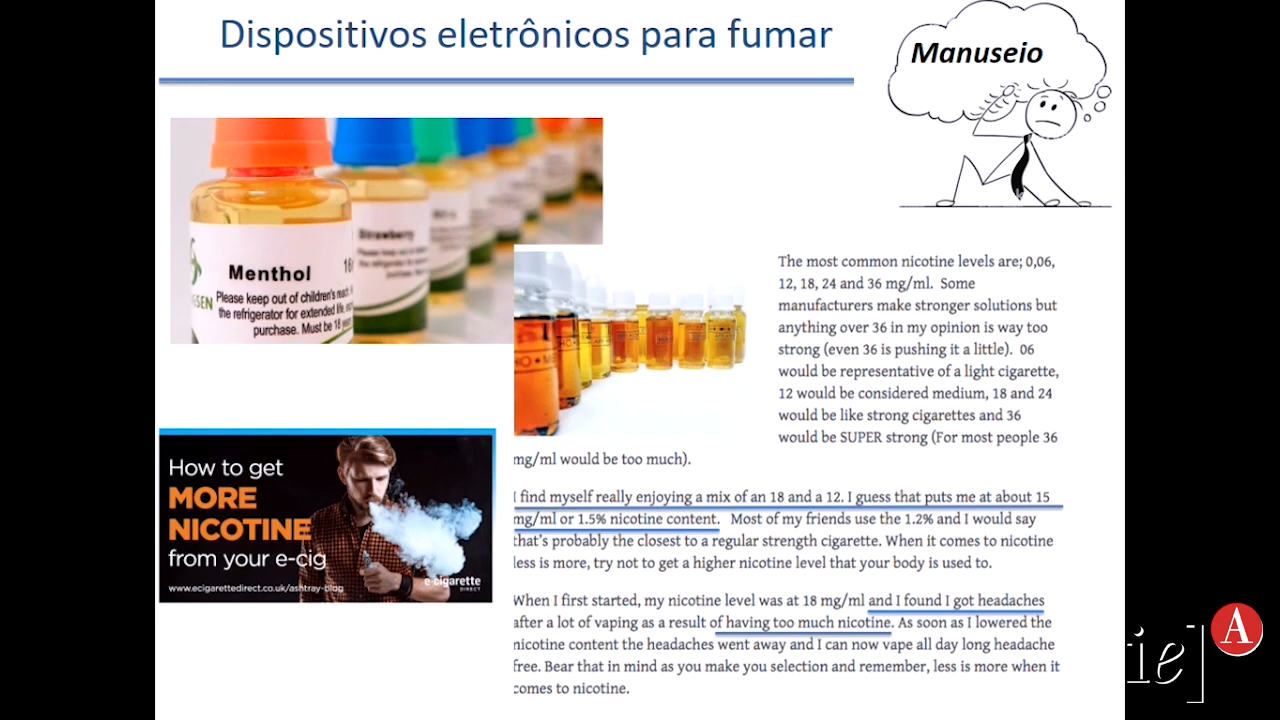 Dispositivos eletrônicos para fumar
Manuseio
Menthol
16
SSEN
Please keep out of children's reach.
the refrigerator for extended life,
purchase. Must be 18 years
Strawberry
The most common nicotine levels are; 0,06,
12, 18, 24 and 36 mg/ml. Some
manufacturers make stronger solutions but
anything over 36 in my opinion is way too
strong (even 36 is pushing it a little). 06
would be representative of a light cigarette,
12 would be considered medium, 18 and 24
would be like strong cigarettes and 36
would be SUPER strong (For most people 36
mg/ml would be too much).
I find myself really enjoying a mix of an 18 and a 12. I guess that puts me at about 15
mg/ml or 1.5% nicotine content. Most of my friends use the 1.2% and I would say
that's probably the closest to a regular strength cigarette. When it comes to nicotine
less is more, try not to get a higher nicotine level that your body is used to.
When I first started, my nicotine level was at 18 mg/ml and I found I got headaches
after a lot of vaping as a result of having too much nicotine. As soon as I lowered the
nicotine content the headaches went away and I can now vape all day long headache
free. Bear that in mind as you make you selection and remember, less is more when it
comes to nicotine.
How to get
MORE
NICOTINE
from your e-cig
www.ecigarettedirect.co.uk/ashtray-blog
e-cigarette
DIRECT
ie]
A